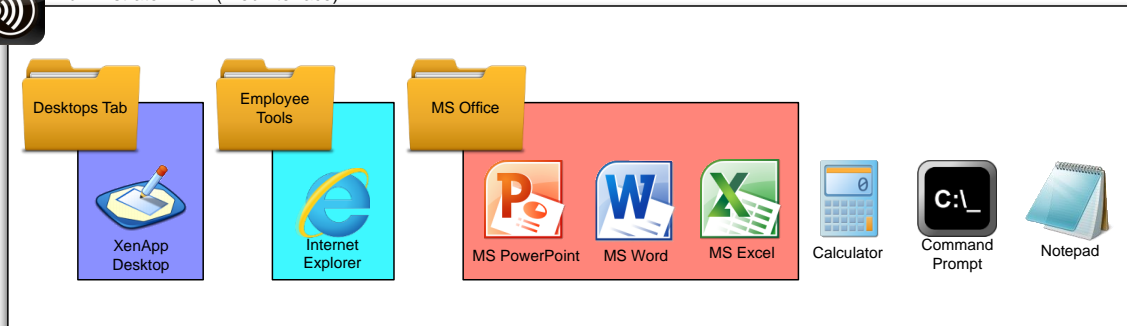 Desktops Tab
Employee
Tools
MS Office
XenApp
Desktop
Internet
Explorer
MS PowerPoint
MS Word
MS Excel
0
Calculator
C:\_
Command
Prompt
Notepad